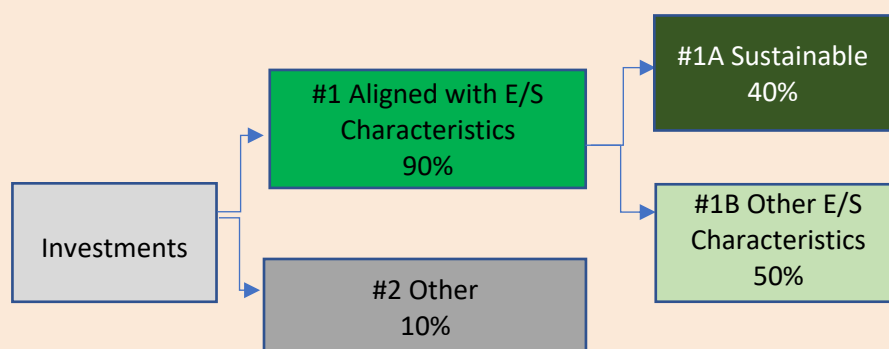 #1A Sustainable
40%
#1 Aligned with E/S
Characteristics
90%
#1B Other E/S
Characteristics
50%
Investments
#2 Other
10%